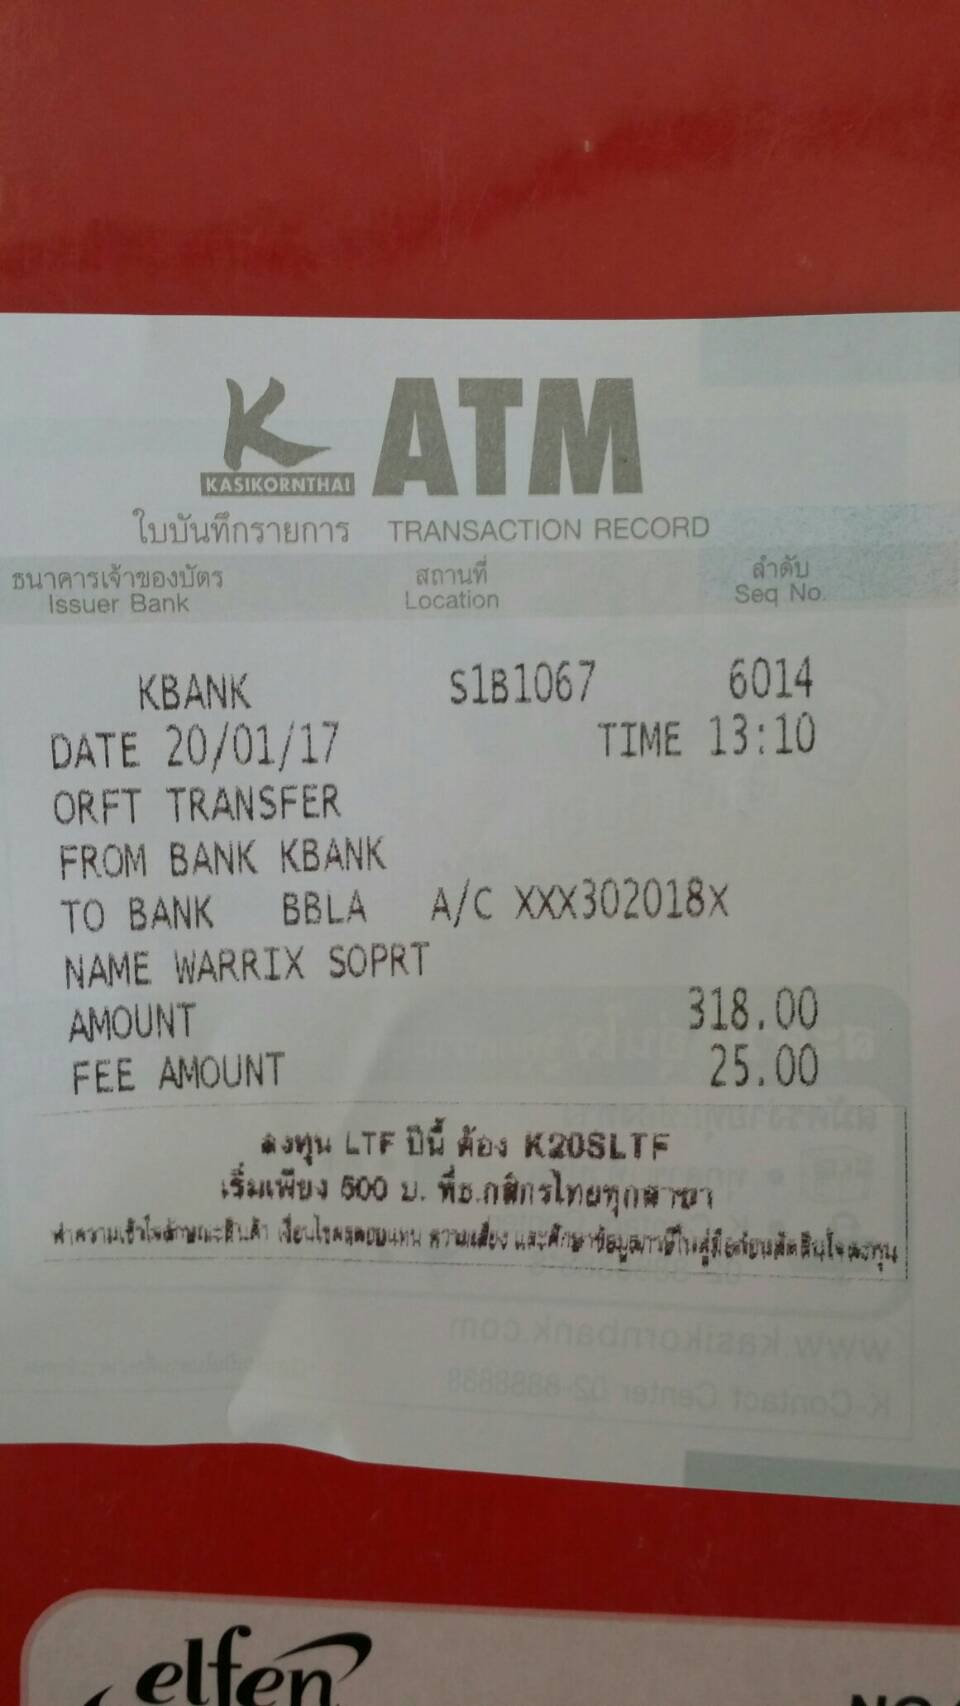 K ATM
KASIKORNTHAI
ใบบันทึกรายการ TRANSACTION RECORD
ธนาคารเจ้าของบัตร สถานที่ ลำดับ
Issuer Bank Location Seq No.
KBANK S1B1067 6014
DATE 20/01/17 TIME 13:10
ORFT TRANSFER
FROM BANK KBANK
TO BANK BBLA A/C XXX302018X
NAME WARRIX SOPRT
AMOUNT 318.00
FEE AMOUNT 25.00
ลงทุน LTF ปีนี้ ต้อง K20SLTF
เริ่มเพียง 500 บ. ที่ธ.กสิกรไทยทุกสาขา
ทำความเข้าใจลักษณะสินค้า เงื่อนไขผลตอบแทน ความเสี่ยง และศึกษาข้อมูลภาษีในคู่มือก่อนตัดสินใจลงทุน
www.kasikornbank.com
K-Contact Center 02-8888888
elfen